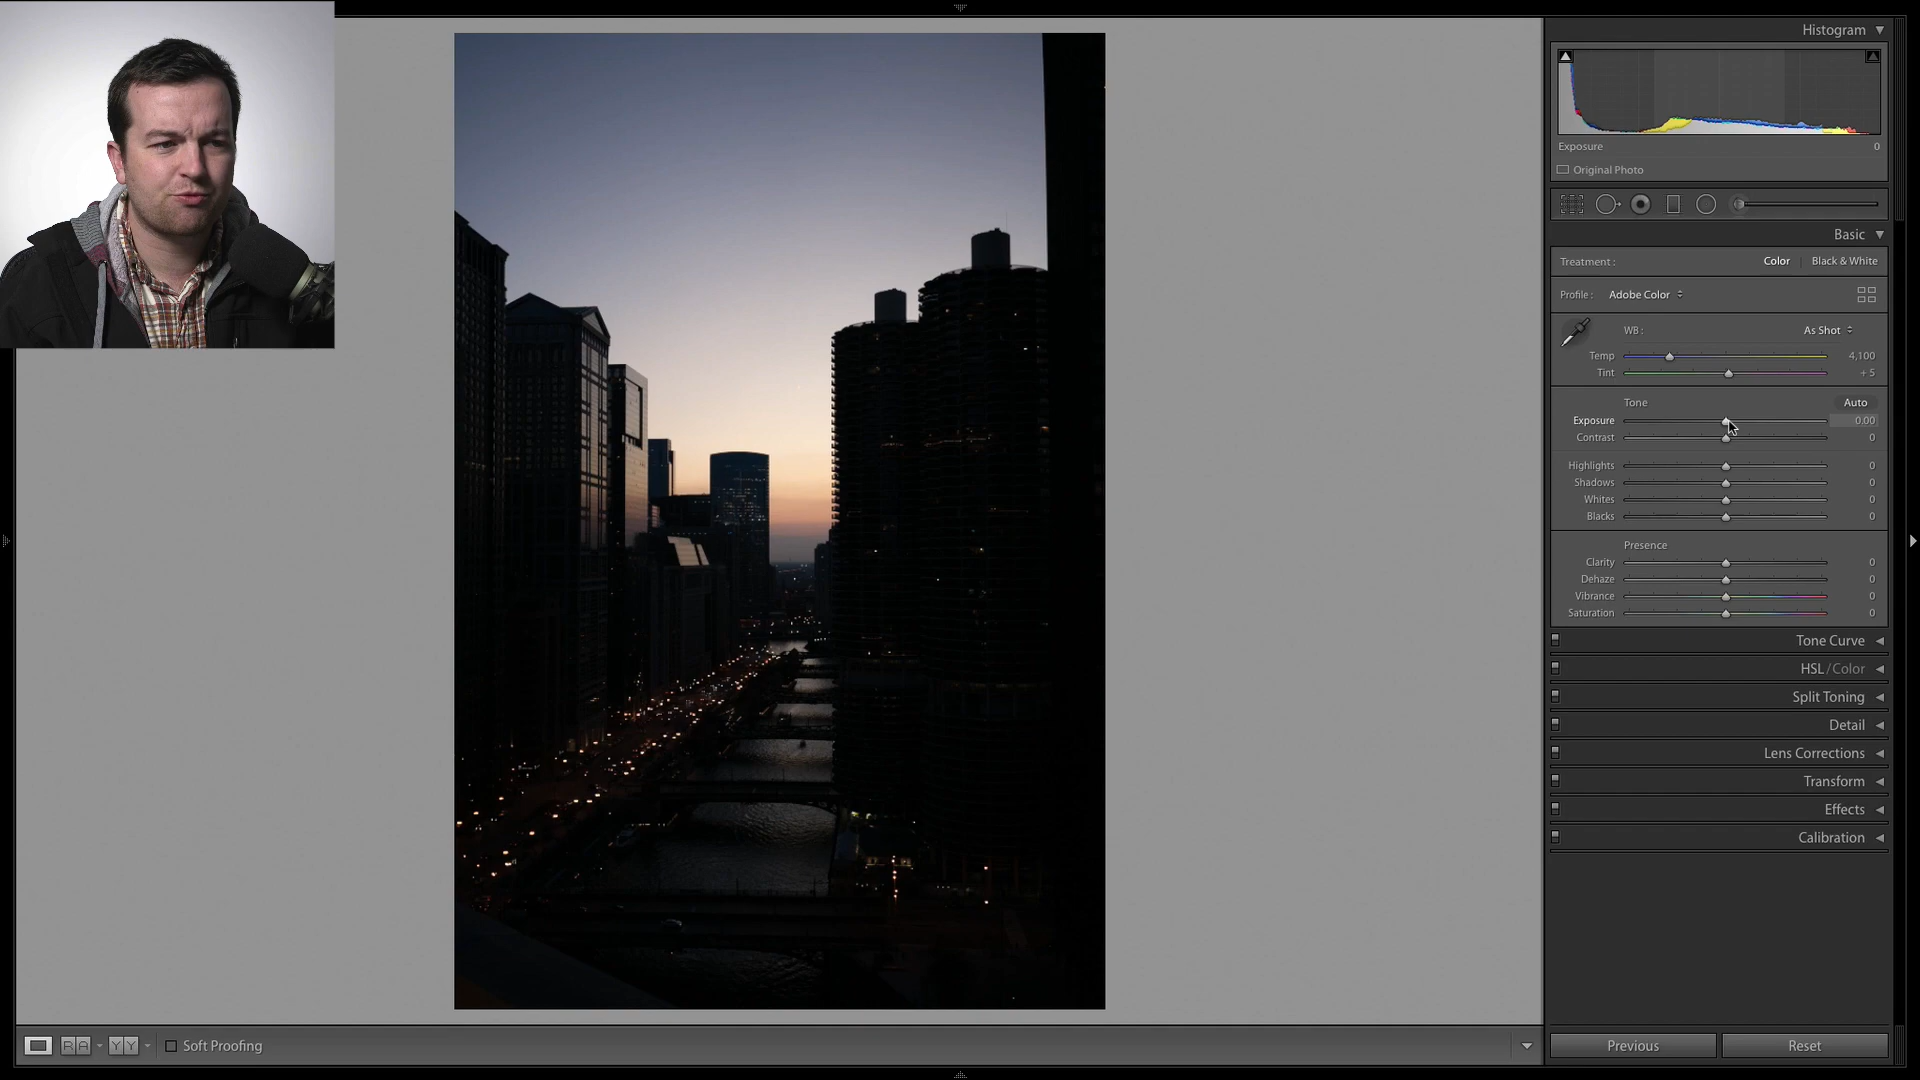 Histogram
Exposure 0
Original Photo
Basic
Treatment : Color | Black & White
Profile : Adobe Color
WB : As Shot
Temp 4,100
Tint + 5
Tone Auto
Exposure 0.00
Contrast 0
Highlights 0
Shadows 0
Whites 0
Blacks 0
Presence
Clarity 0
Dehaze 0
Vibrance 0
Saturation 0
Tone Curve
HSL / Color
Split Toning
Detail
Lens Corrections
Transform
Effects
Calibration
R A Y Y Soft Proofing
Previous Reset